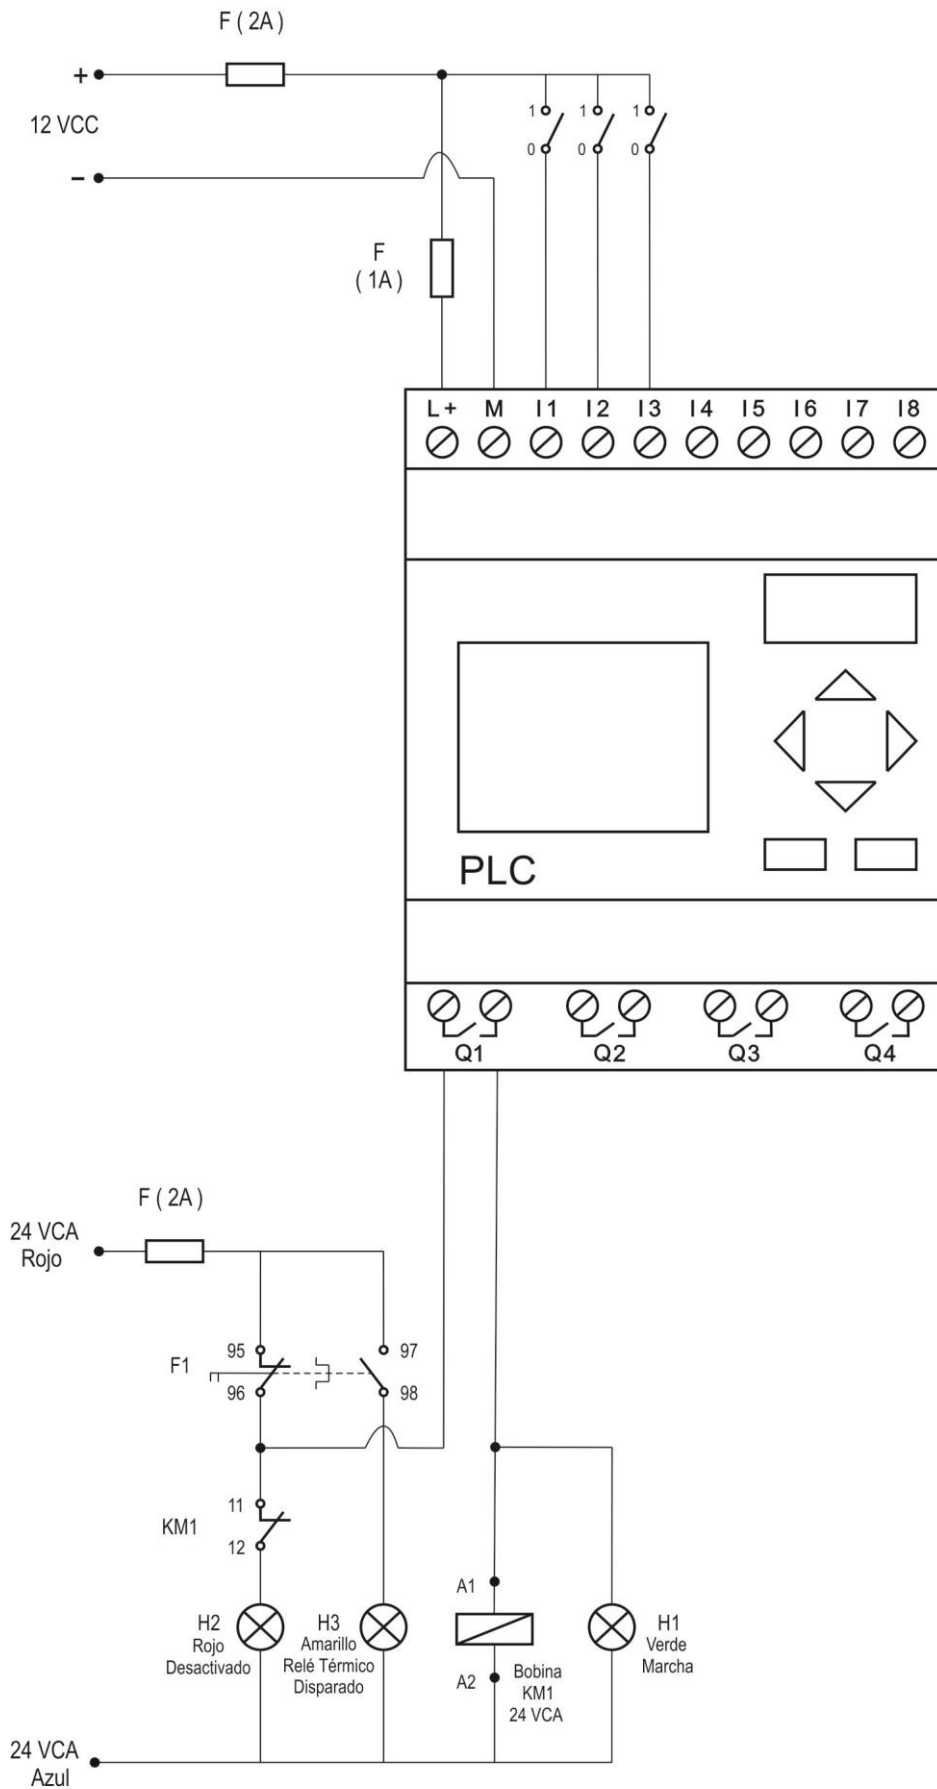 F ( 2A )
+
12 VCC
−
1
0
1
0
1
0
F
( 1A )
L+ M I1 I2 I3 I4 I5 I6 I7 I8
PLC
Q1 Q2 Q3 Q4
F ( 2A )
24 VCA
Rojo
95
97
F1
96
98
11
KM1
12
A1
H2
Rojo
Desactivado
H3
Amarillo
Relé Térmico
Disparado
H1
Verde
Marcha
A2
Bobina
KM1
24 VCA
24 VCA
Azul